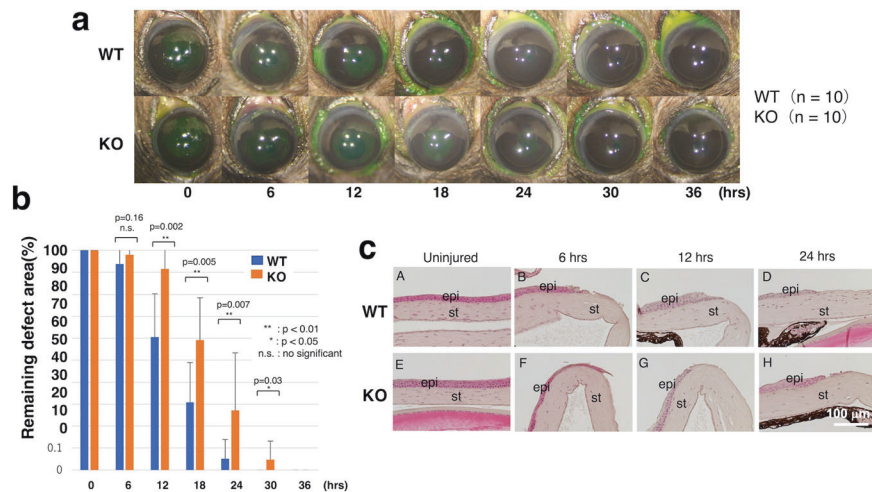 a
WT
KO
0 6 12 18 24 30 36 (hrs)
WT (n = 10)
KO (n = 10)
b
Remaining defect area(%)
100
90
80
70
60
50
40
30
20
10
0
0.1
0
p=0.16
n.s.
p=0.002
**
p=0.005
**
p=0.007
**
p=0.03
*
WT
KO
** : p < 0.01
* : p < 0.05
n.s. : no significant
0 6 12 18 24 30 36 (hrs)
c
Uninjured 6 hrs 12 hrs 24 hrs
WT
A epi st
B epi st
C epi st
D epi st
KO
E epi st
F epi st
G epi st
H epi st
100 μm